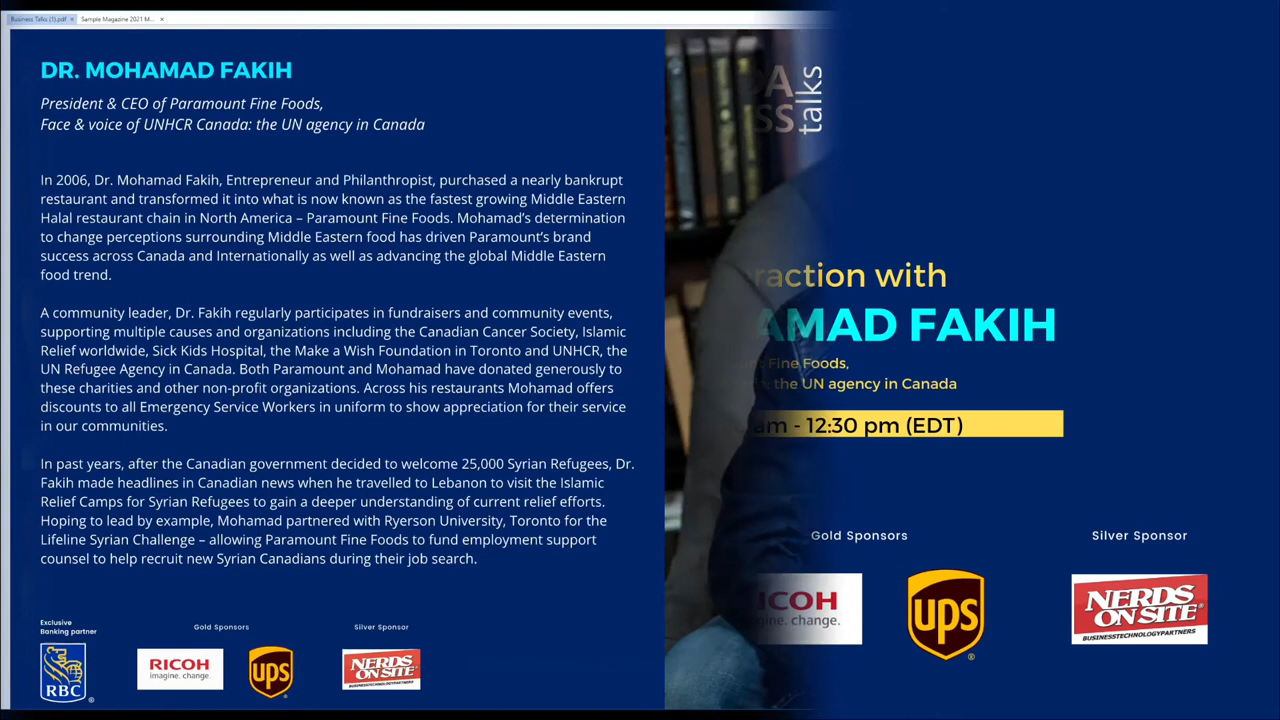 Business Talks (1).pdf ×
Sample Magazine 2021 M... ×
DR. MOHAMAD FAKIH
President & CEO of Paramount Fine Foods,
Face & voice of UNHCR Canada: the UN agency in Canada
In 2006, Dr. Mohamad Fakih, Entrepreneur and Philanthropist, purchased a nearly bankrupt
restaurant and transformed it into what is now known as the fastest growing Middle Eastern
Halal restaurant chain in North America – Paramount Fine Foods. Mohamad's determination
to change perceptions surrounding Middle Eastern food has driven Paramount's brand
success across Canada and Internationally as well as advancing the global Middle Eastern
food trend.
A community leader, Dr. Fakih regularly participates in fundraisers and community events,
supporting multiple causes and organizations including the Canadian Cancer Society, Islamic
Relief worldwide, Sick Kids Hospital, the Make a Wish Foundation in Toronto and UNHCR, the
UN Refugee Agency in Canada. Both Paramount and Mohamad have donated generously to
these charities and other non-profit organizations. Across his restaurants Mohamad offers
discounts to all Emergency Service Workers in uniform to show appreciation for their service
in our communities.
In past years, after the Canadian government decided to welcome 25,000 Syrian Refugees, Dr.
Fakih made headlines in Canadian news when he travelled to Lebanon to visit the Islamic
Relief Camps for Syrian Refugees to gain a deeper understanding of current relief efforts.
Hoping to lead by example, Mohamad partnered with Ryerson University, Toronto for the
Lifeline Syrian Challenge – allowing Paramount Fine Foods to fund employment support
counsel to help recruit new Syrian Canadians during their job search.
Exclusive
Banking partner
Gold Sponsors
Silver Sponsor
RBC ®
RICOH
imagine. change.
ups
NERDS
ON SITE
BUSINESSTECHNOLOGYPARTNERS
DA
SS
talks
raction with
AMAD FAKIH
Fine Foods,
the UN agency in Canada
am - 12:30 pm (EDT)
Gold Sponsors
Silver Sponsor
ICOH
gine. change.
ups ®
NERDS
ON SITE ®
BUSINESSTECHNOLOGYPARTNERS